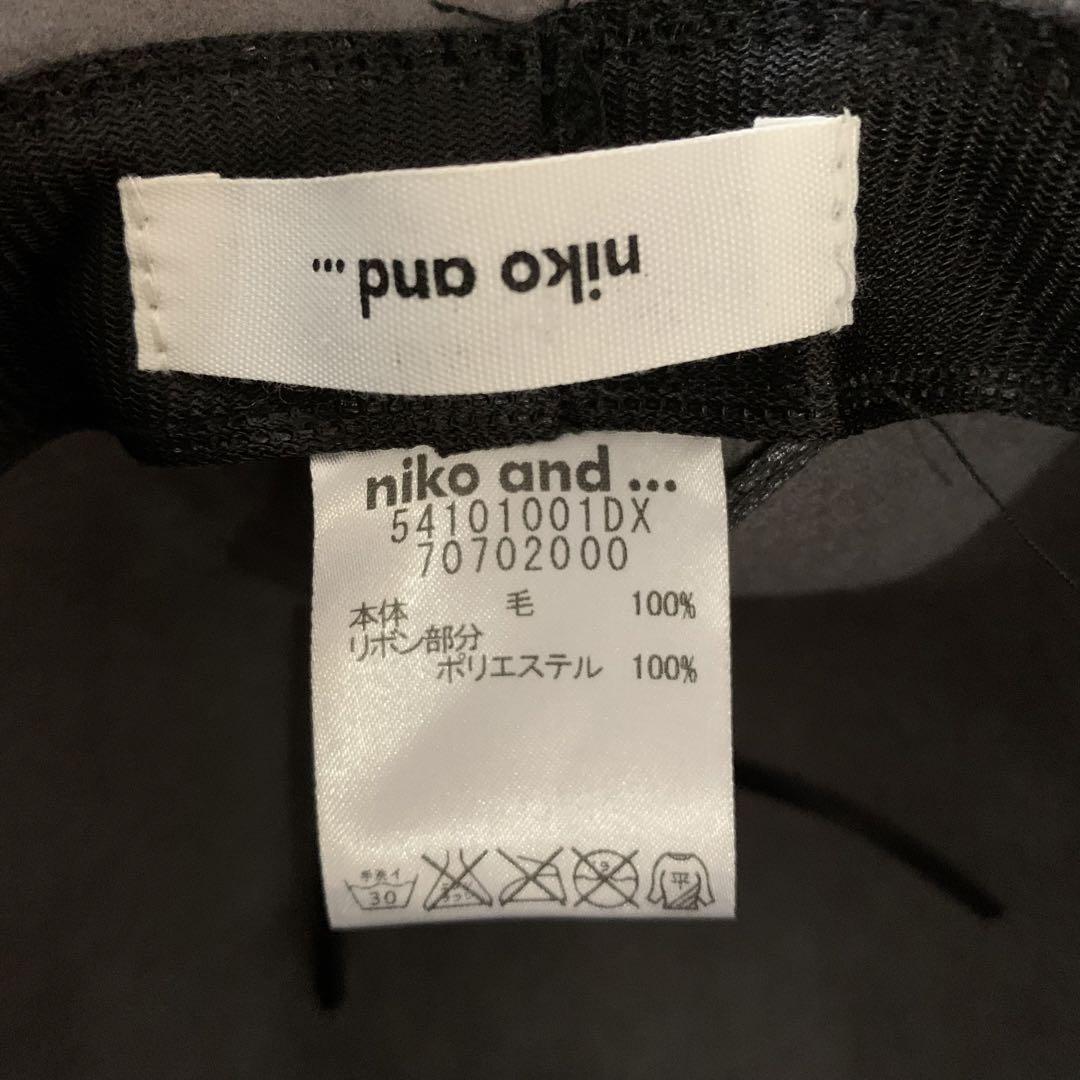 niko and ...
niko and ...
54101001DX
70702000
本体 毛 100%
リボン部分
ポリエステル 100%
手洗イ
30
平